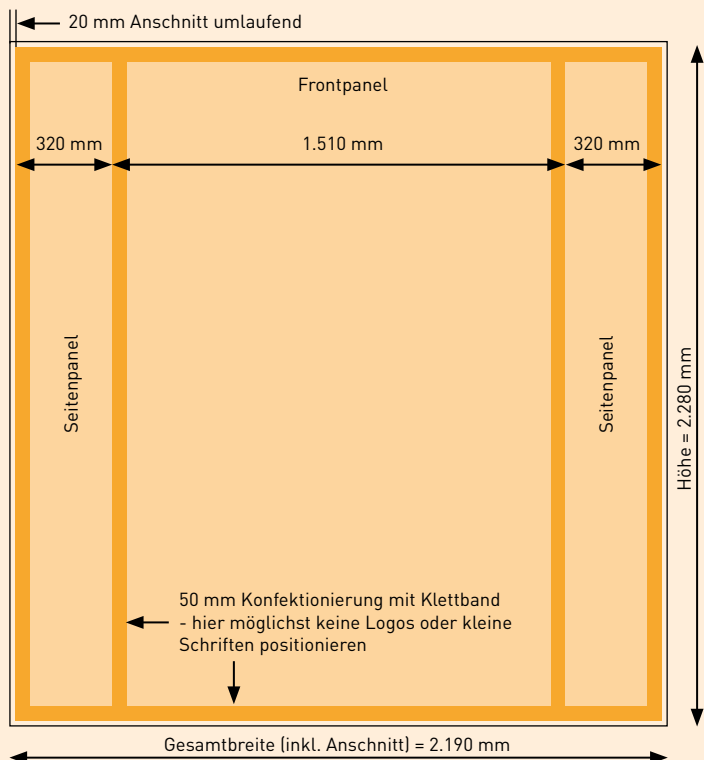 20 mm Anschnitt umlaufend
Frontpanel
320 mm
1.510 mm
320 mm
Seitenpanel
Seitenpanel
Höhe = 2.280 mm
50 mm Konfektionierung mit Klettband
- hier möglichst keine Logos oder kleine
Schriften positionieren
Gesamtbreite (inkl. Anschnitt) = 2.190 mm